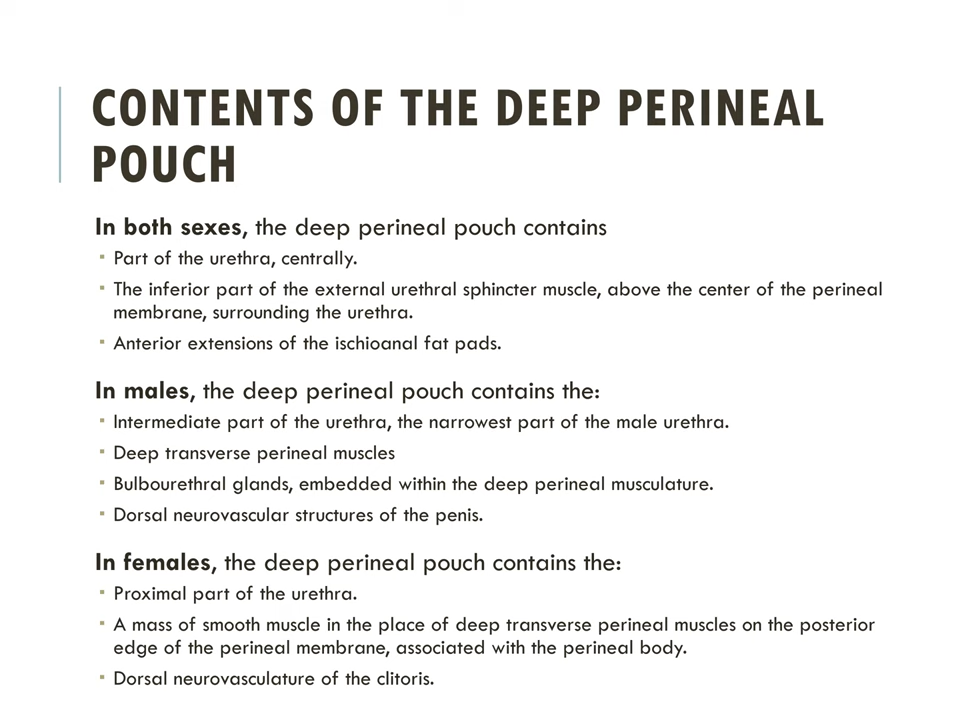 CONTENTS OF THE DEEP PERINEAL
POUCH
In both sexes, the deep perineal pouch contains
▪ Part of the urethra, centrally.
▪ The inferior part of the external urethral sphincter muscle, above the center of the perineal
membrane, surrounding the urethra.
▪ Anterior extensions of the ischioanal fat pads.
In males, the deep perineal pouch contains the:
▪ Intermediate part of the urethra, the narrowest part of the male urethra.
▪ Deep transverse perineal muscles
▪ Bulbourethral glands, embedded within the deep perineal musculature.
▪ Dorsal neurovascular structures of the penis.
In females, the deep perineal pouch contains the:
▪ Proximal part of the urethra.
▪ A mass of smooth muscle in the place of deep transverse perineal muscles on the posterior
edge of the perineal membrane, associated with the perineal body.
▪ Dorsal neurovasculature of the clitoris.